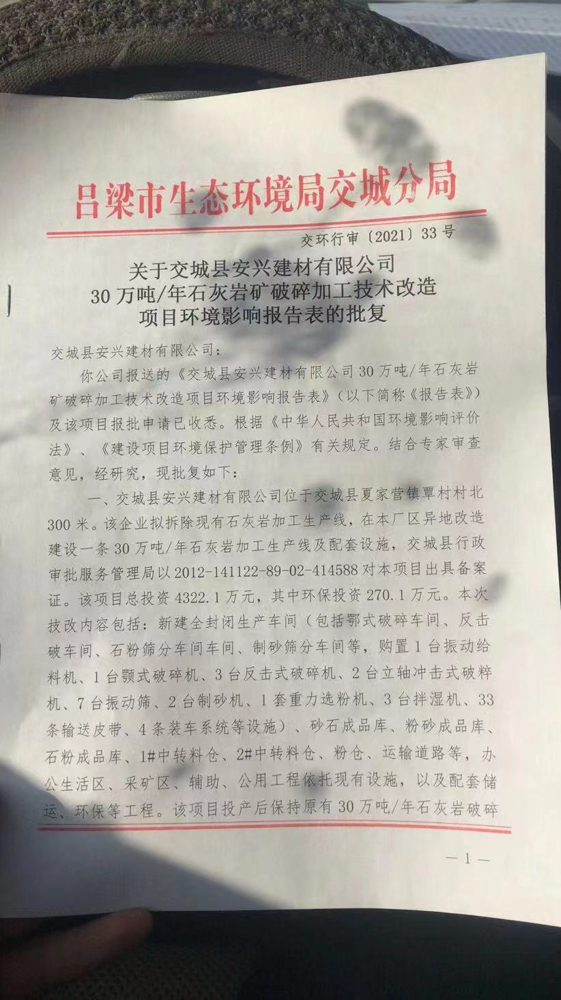 吕梁市生态环境局交城分局
交环行审〔2021〕33号
关于交城县安兴建材有限公司
30万吨/年石灰岩矿破碎加工技术改造
项目环境影响报告表的批复
交城县安兴建材有限公司：
你公司报送的《交城县安兴建材有限公司30万吨/年石灰岩
矿破碎加工技术改造项目环境影响报告表》（以下简称《报告表》）
及该项目报批申请已收悉。根据《中华人民共和国环境影响评价
法》、《建设项目环境保护管理条例》有关规定。结合专家审查
意见，经研究，现批复如下：
一、交城县安兴建材有限公司位于交城县夏家营镇覃村村北
300米。该企业拟拆除现有石灰岩加工生产线，在本厂区异地改造
建设一条30万吨/年石灰岩加工生产线及配套设施，交城县行政
审批服务管理局以2012-141122-89-02-414588对本项目出具备案
证。该项目总投资4322.1万元，其中环保投资270.1万元。本次
技改内容包括：新建全封闭生产车间（包括鄂式破碎车间、反击
破车间、石粉筛分车间车间、制砂筛分车间等，购置1台振动给
料机、1台颚式破碎机、3台反击式破碎机、2台立轴冲击式破粹
机、7台振动筛、2台制砂机、1套重力选粉机、3台拌湿机、33
条输送皮带、4条装车系统等设施）、砂石成品库、粉砂成品库、
石粉成品库、1#中转料仓、2#中转料仓、粉仓、运输道路等，办
公生活区、采矿区、辅助、公用工程依托现有设施，以及配套储
运、环保等工程。该项目投产后保持原有30万吨/年石灰岩破碎
— 1 —